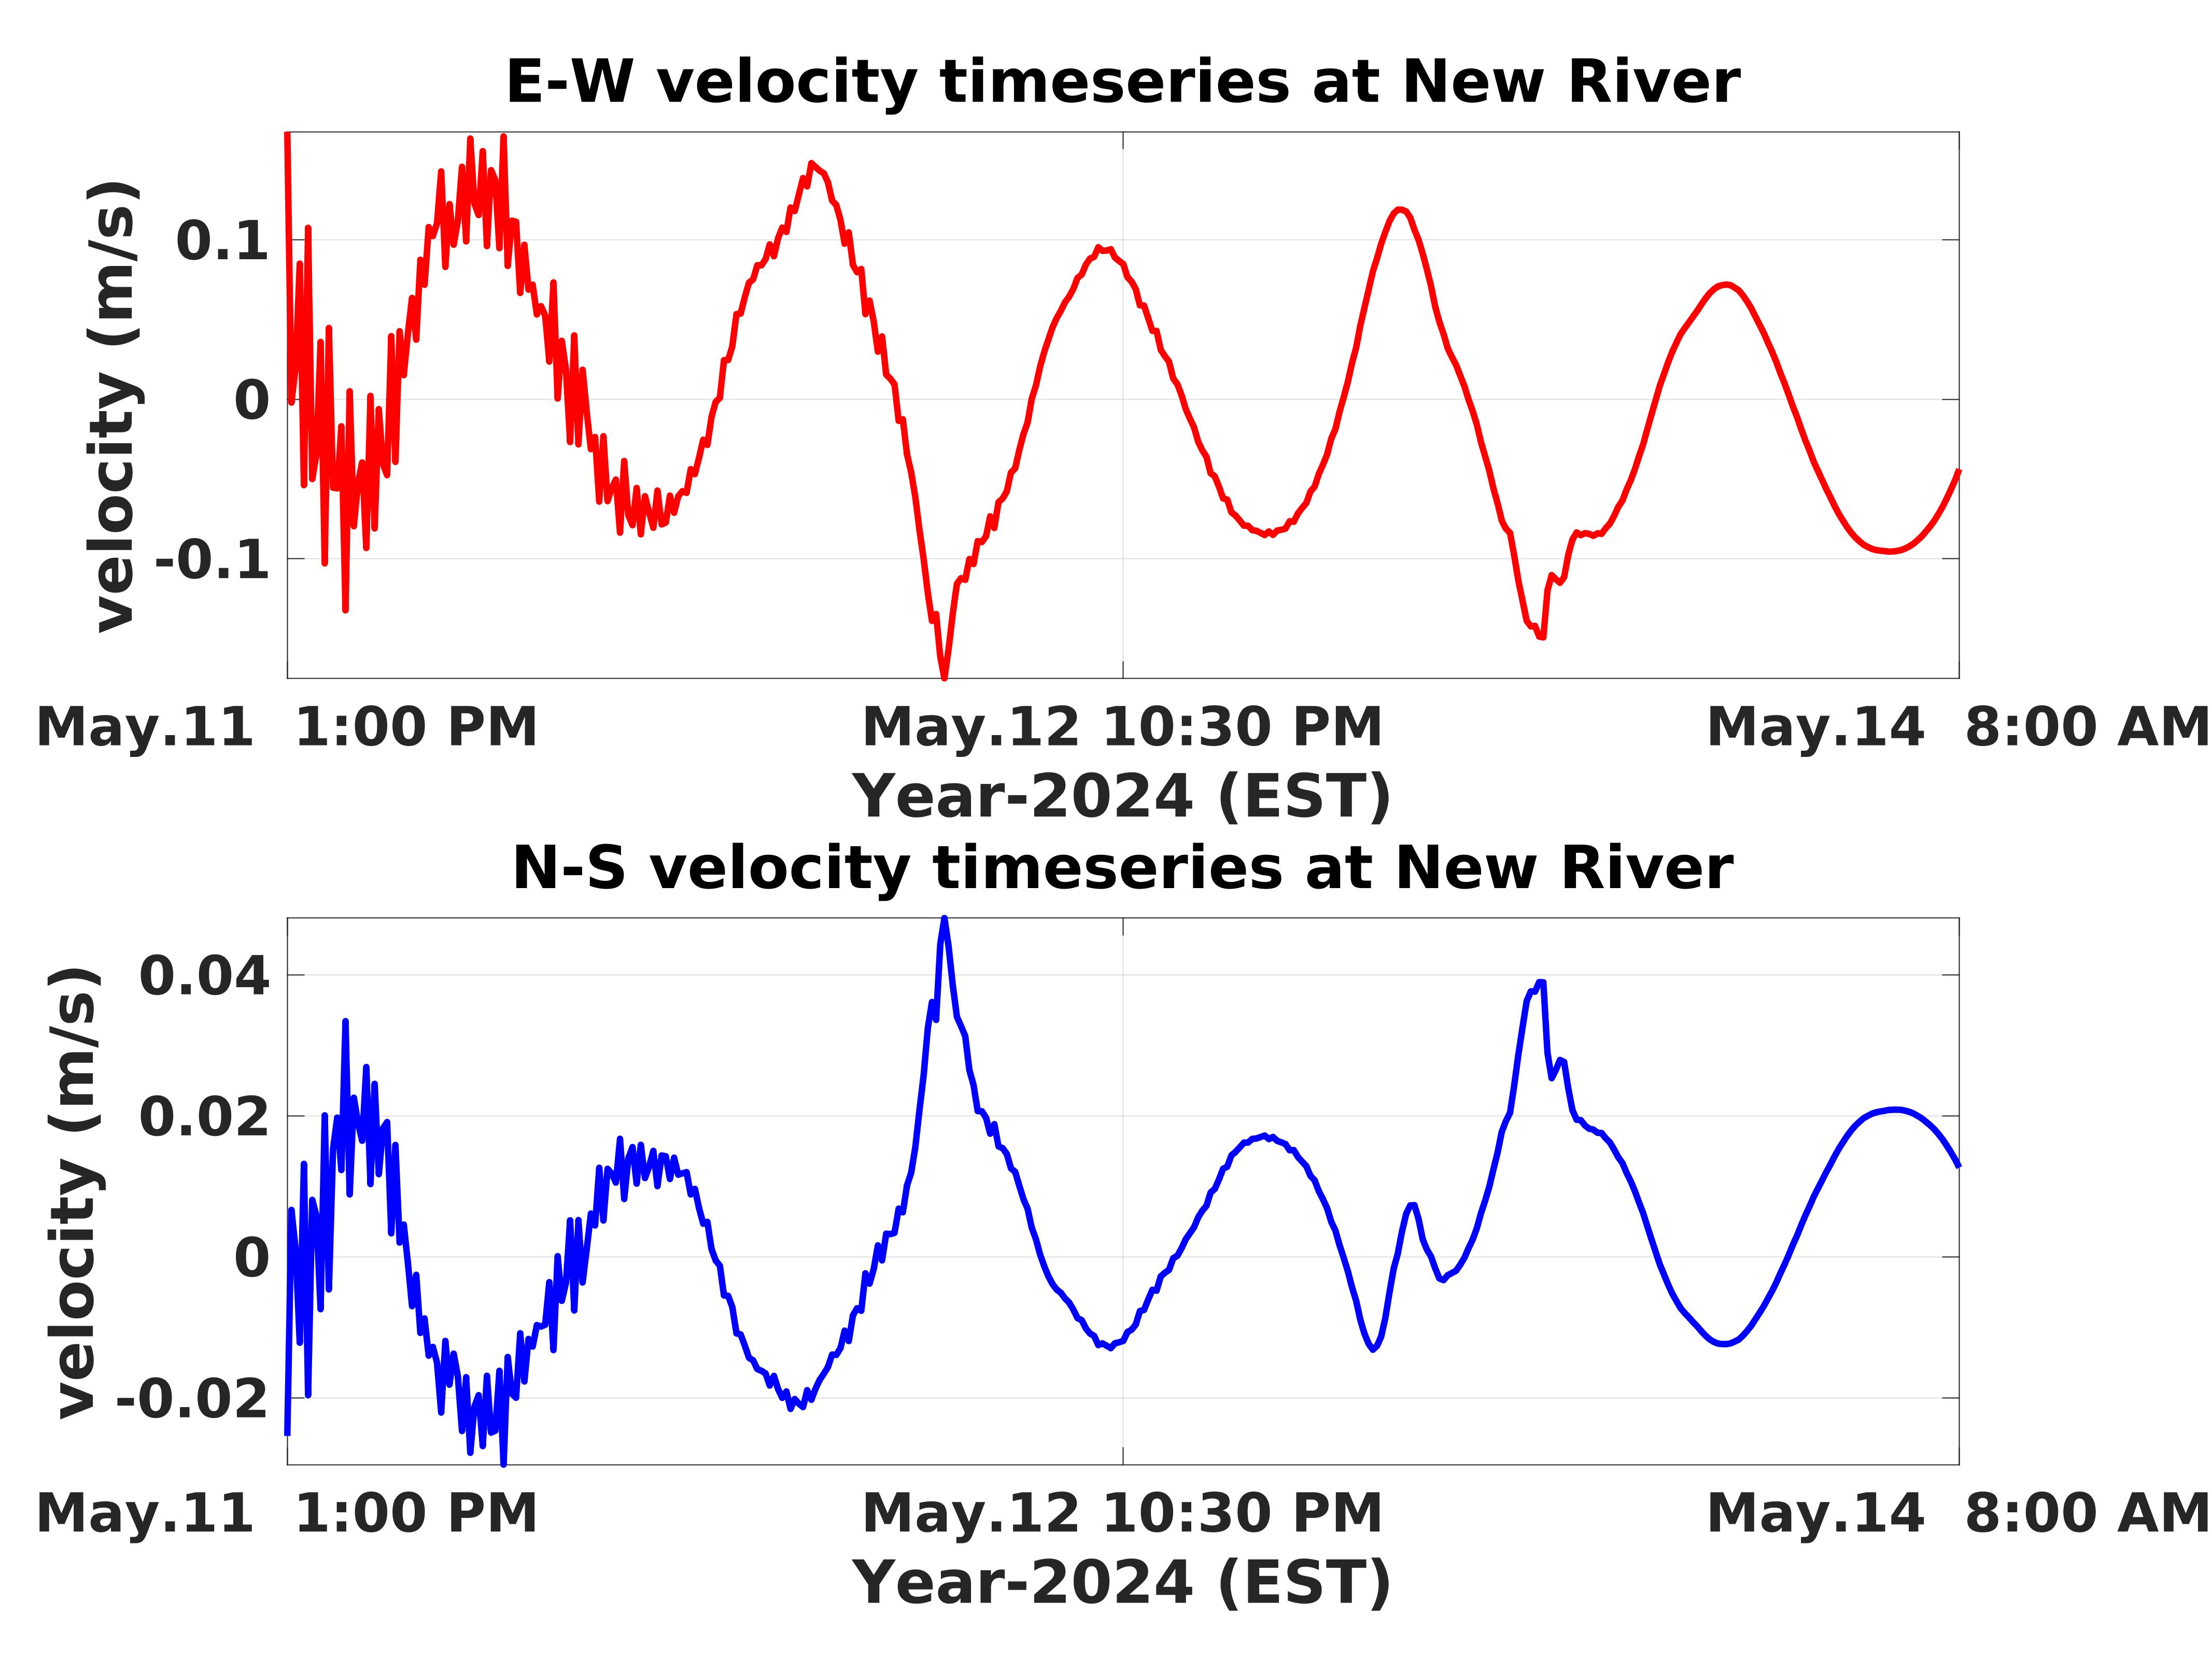 E-W velocity timeseries at New River
velocity (m/s)
0.1
0
-0.1
May.11  1:00 PM
May.12 10:30 PM
May.14  8:00 AM
Year-2024 (EST)
N-S velocity timeseries at New River
velocity (m/s)
0.04
0.02
0
-0.02
May.11  1:00 PM
May.12 10:30 PM
May.14  8:00 AM
Year-2024 (EST)